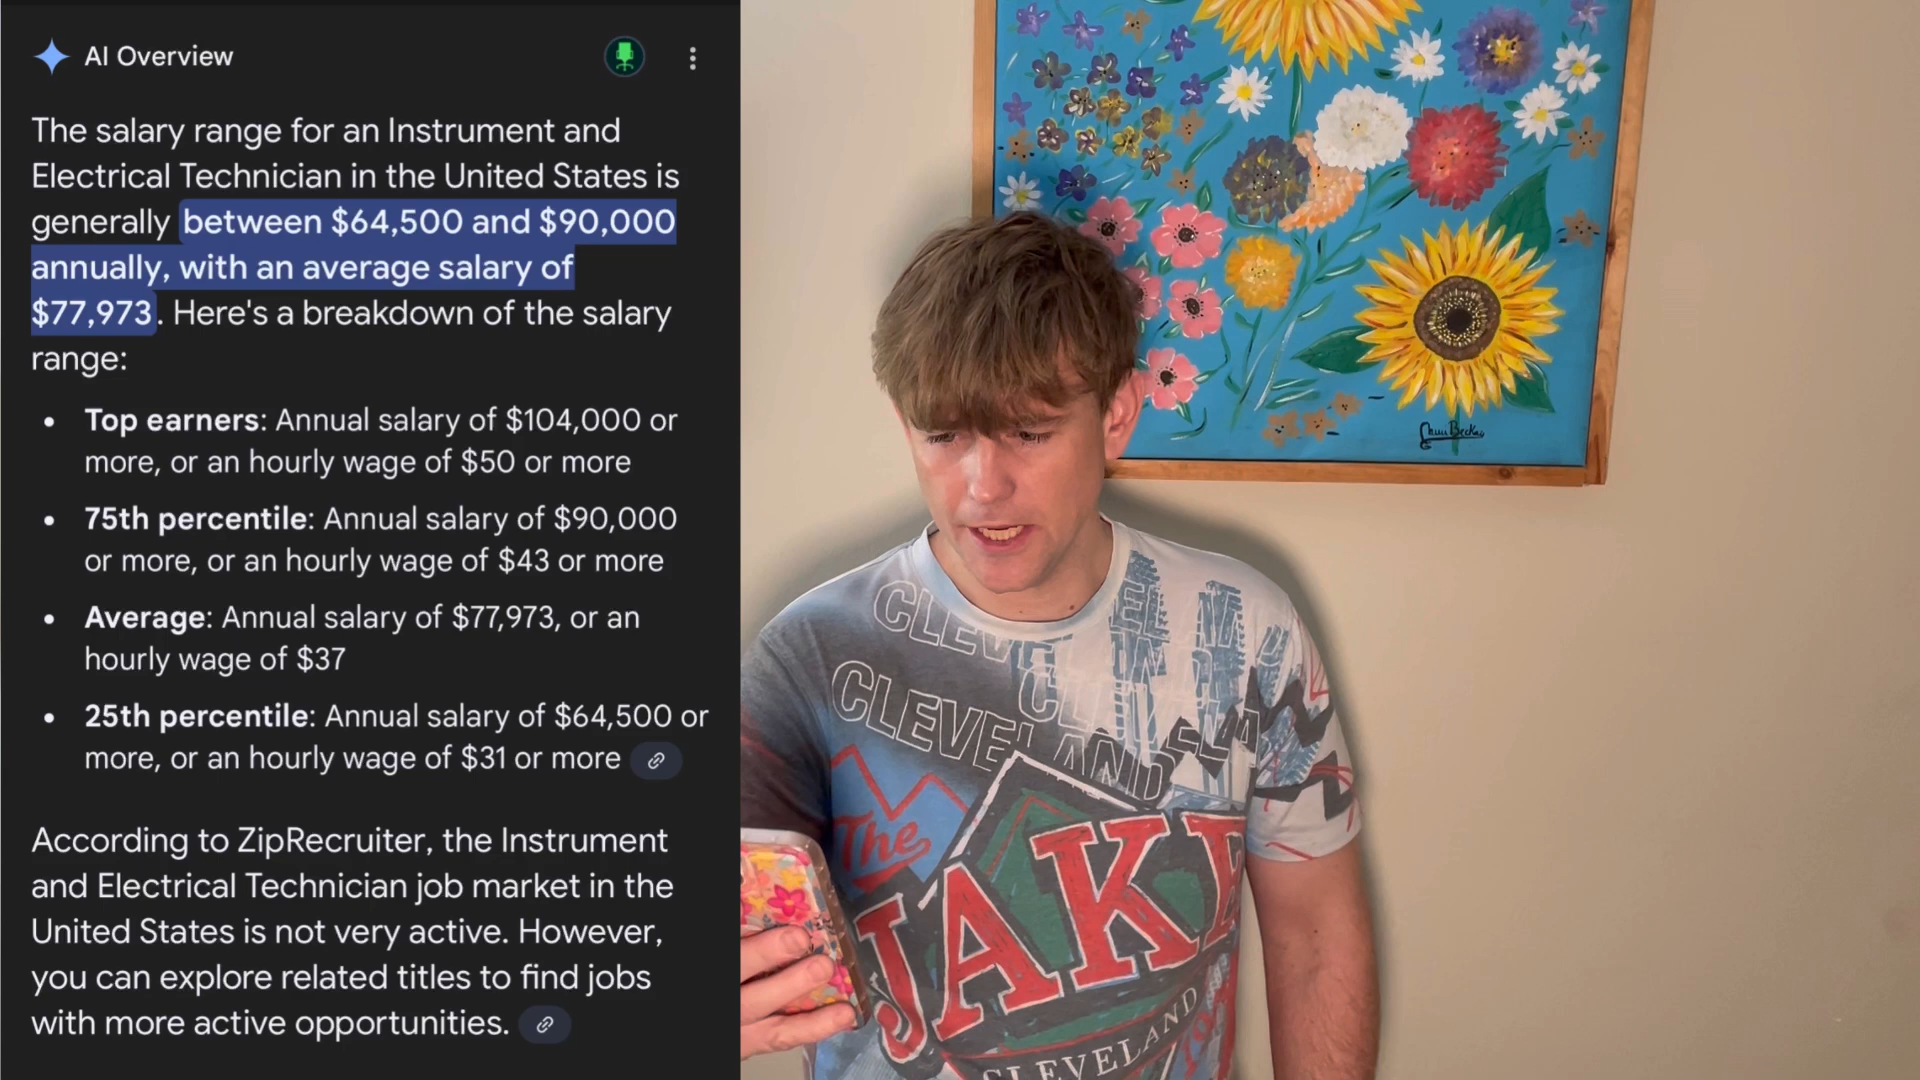 AI Overview
The salary range for an Instrument and
Electrical Technician in the United States is
generally between $64,500 and $90,000
annually, with an average salary of
$77,973. Here's a breakdown of the salary
range:
• Top earners: Annual salary of $104,000 or
more, or an hourly wage of $50 or more
• 75th percentile: Annual salary of $90,000
or more, or an hourly wage of $43 or more
• Average: Annual salary of $77,973, or an
hourly wage of $37
• 25th percentile: Annual salary of $64,500 or
more, or an hourly wage of $31 or more
According to ZipRecruiter, the Instrument
and Electrical Technician job market in the
United States is not very active. However,
you can explore related titles to find jobs
with more active opportunities.
CLEVELAND
The
JAKE
CLEVELAND